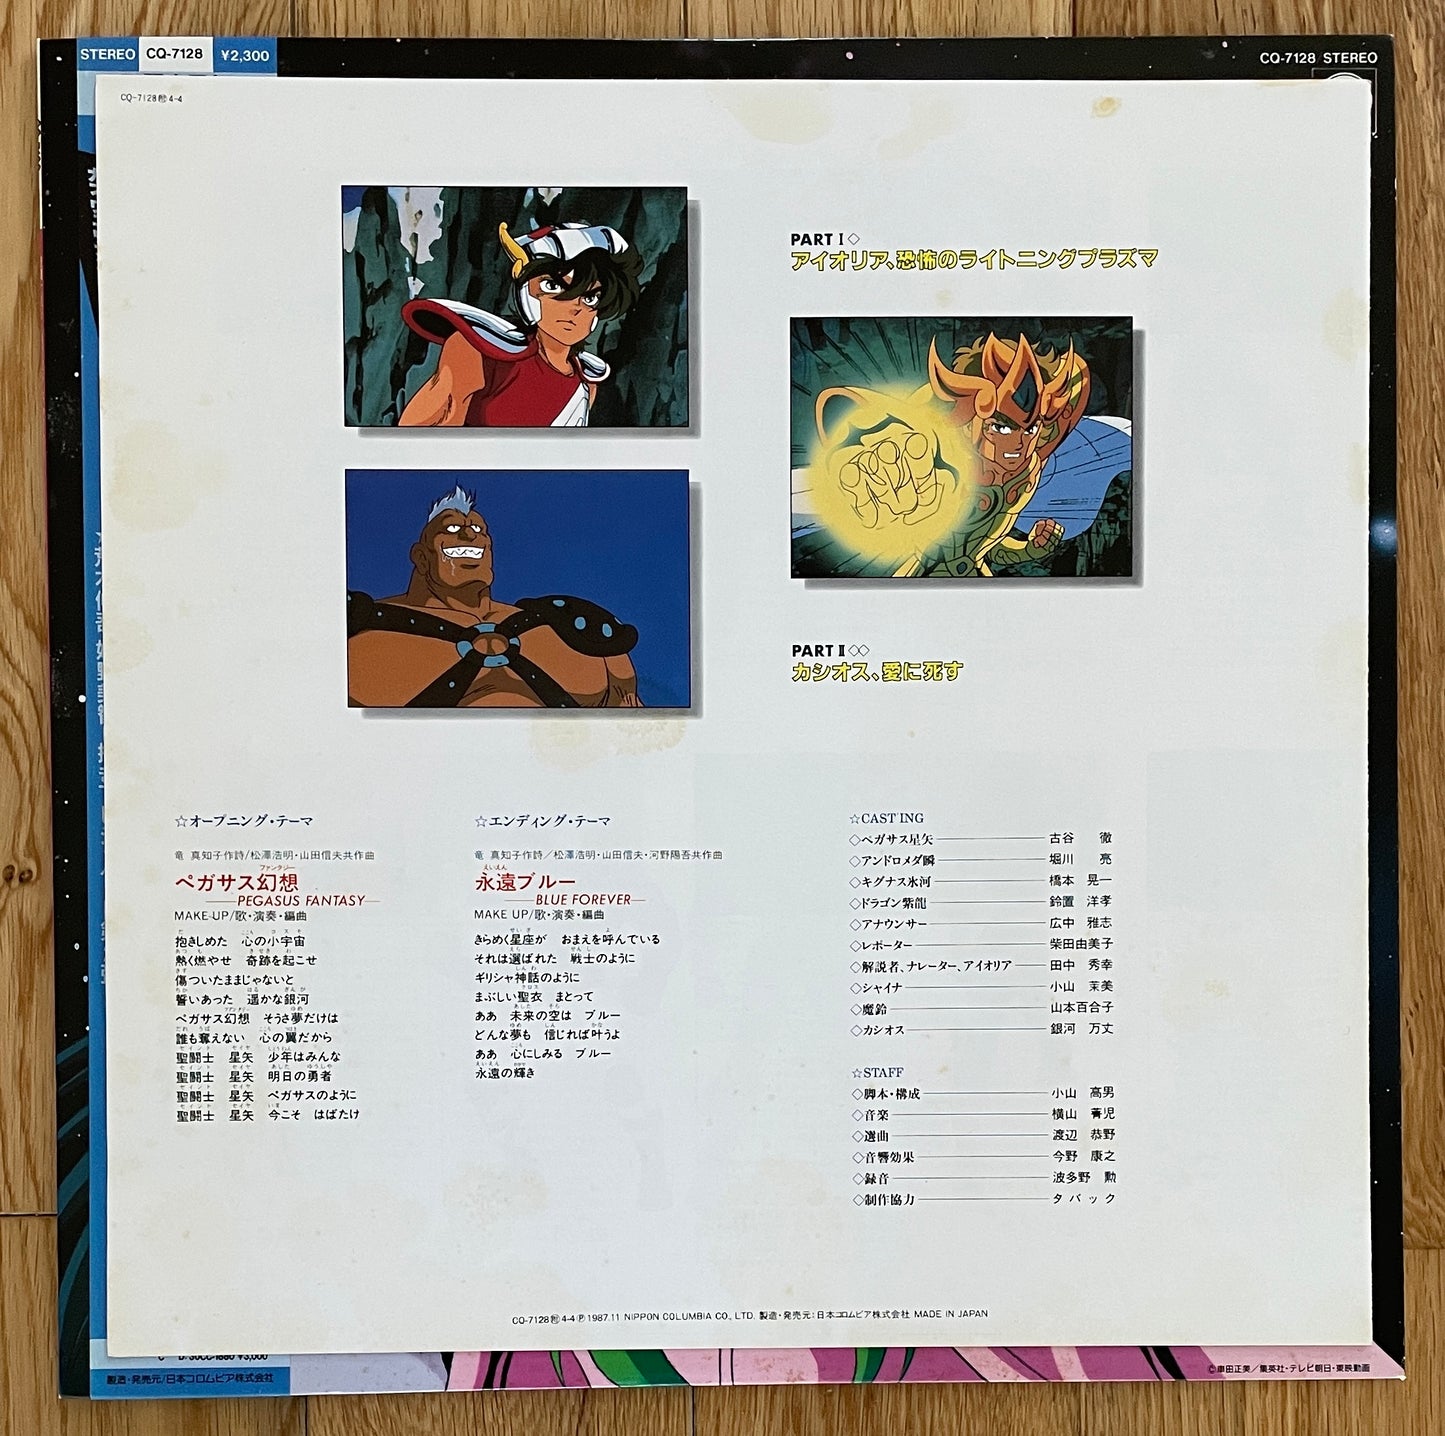 STEREO CQ-7128 ¥2,300
CQ-7128 STEREO
CQ-7128㊞4-4
PART I◇
アイオリア、恐怖のライトニングプラズマ
PART II◇◇
カシオス、愛に死す
☆オープニング・テーマ
竜 真知子作詩/松澤浩明・山田信夫共作曲
ファンタジー
ペガサス幻想
—PEGASUS FANTASY—
MAKE UP/歌・演奏・編曲
抱きしめた 心の小宇宙
熱く燃やせ 奇跡を起こせ
傷ついたままじゃないと
誓いあった 遥かな銀河
ペガサス幻想 そうさ夢だけは
誰も奪えない 心の翼だから
聖闘士 星矢 少年はみんな
聖闘士 星矢 明日の勇者
聖闘士 星矢 ペガサスのように
聖闘士 星矢 今こそ はばたけ
☆エンディング・テーマ
竜 真知子作詩/松澤浩明・山田信夫・河野陽吾共作曲
えいえん
永遠ブルー
—BLUE FOREVER—
MAKE UP/歌・演奏・編曲
きらめく星座が おまえを呼んでいる
それは選ばれた 戦士のように
ギリシャ神話のように
まぶしい聖衣 まとって
ああ 未来の空は ブルー
どんな夢も 信じれば叶うよ
ああ 心にしみる ブルー
永遠の輝き
☆CASTING
◇ペガサス星矢 古谷 徹
◇アンドロメダ瞬 堀川 亮
◇キグナス氷河 橋本 晃一
◇ドラゴン紫龍 鈴置 洋孝
◇アナウンサー 広中 雅志
◇レポーター 柴田由美子
◇解説者、ナレーター、アイオリア 田中 秀幸
◇シャイナ 小山 茉美
◇魔鈴 山本百合子
◇カシオス 銀河 万丈
☆STAFF
◇脚本・構成 小山 高男
◇音楽 横山 菁児
◇選曲 渡辺 恭野
◇音響効果 今野 康之
◇録音 波多野 勲
◇制作協力 タバック
CQ-7128㊞4-4 Ⓟ1987.11 NIPPON COLUMBIA CO., LTD. 製造・発売元:日本コロムビア株式会社 MADE IN JAPAN
製造・発売元/日本コロムビア株式会社
©車田正美/集英社・テレビ朝日・東映動画